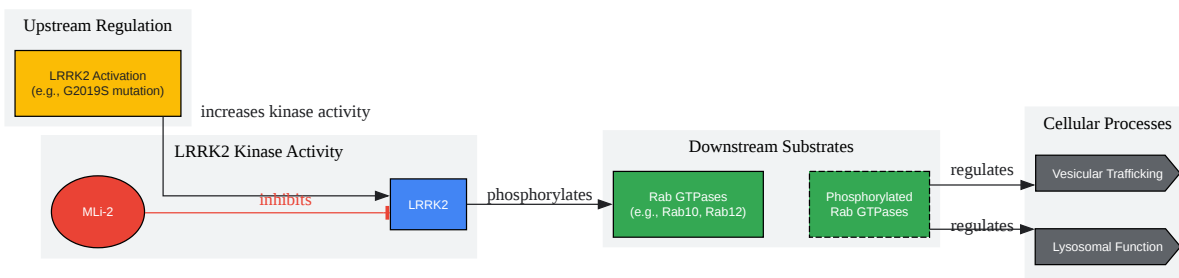 Upstream Regulation
LRRK2 Activation
(e.g., G2019S mutation)
increases kinase activity
LRRK2 Kinase Activity
MLi-2
inhibits
LRRK2
phosphorylates
Downstream Substrates
Rab GTPases
(e.g., Rab10, Rab12)
Phosphorylated
Rab GTPases
regulates
regulates
Cellular Processes
Vesicular Trafficking
Lysosomal Function